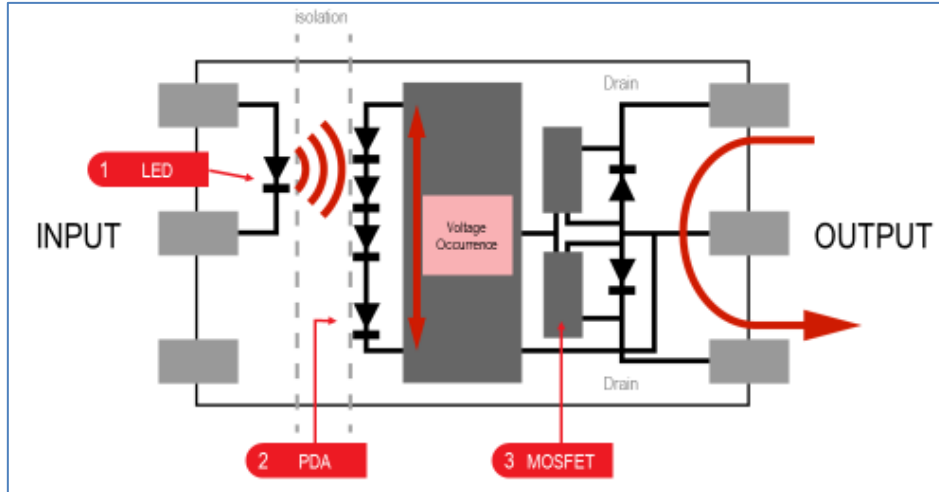 isolation
Drain
1 LED
INPUT
Voltage
Occurrence
OUTPUT
Drain
2 PDA
3 MOSFET